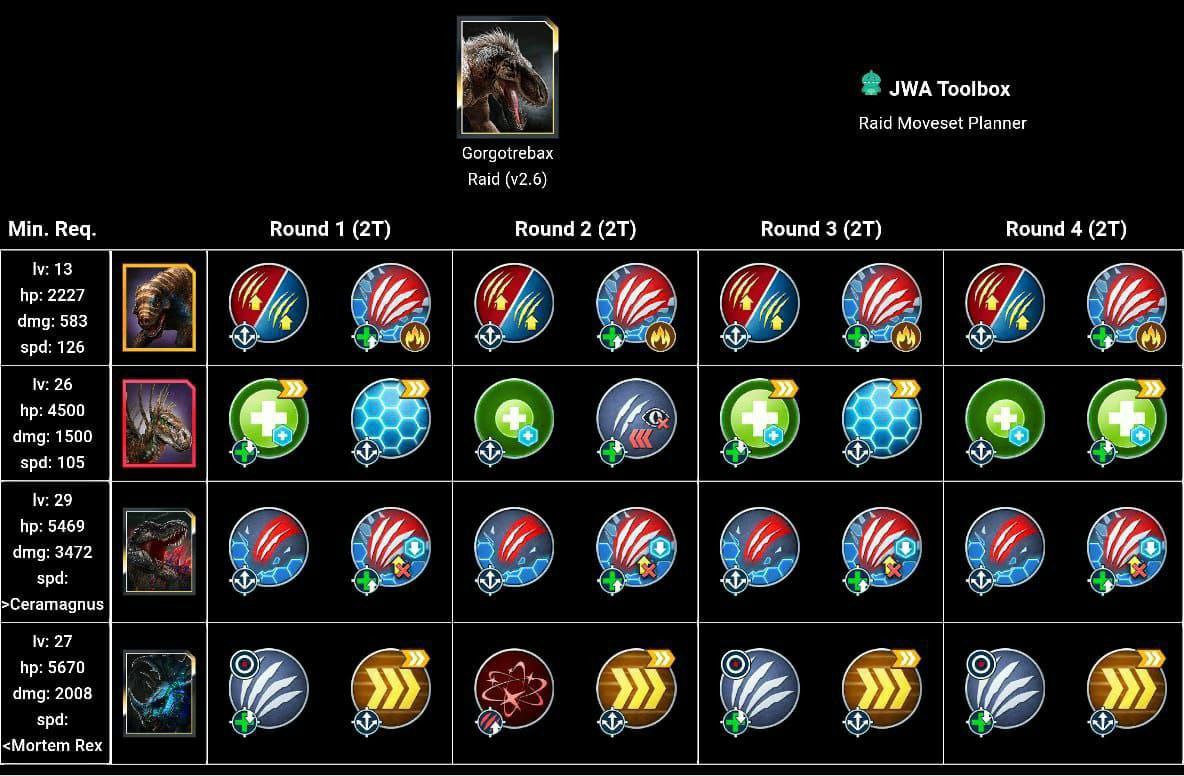 JWA Toolbox
Raid Moveset Planner
Gorgotrebax
Raid (v2.6)
Min. Req.
Round 1 (2T)
Round 2 (2T)
Round 3 (2T)
Round 4 (2T)
lv: 13
hp: 2227
dmg: 583
spd: 126
lv: 26
hp: 4500
dmg: 1500
spd: 105
lv: 29
hp: 5469
dmg: 3472
spd:
>Ceramagnus
lv: 27
hp: 5670
dmg: 2008
spd:
<Mortem Rex